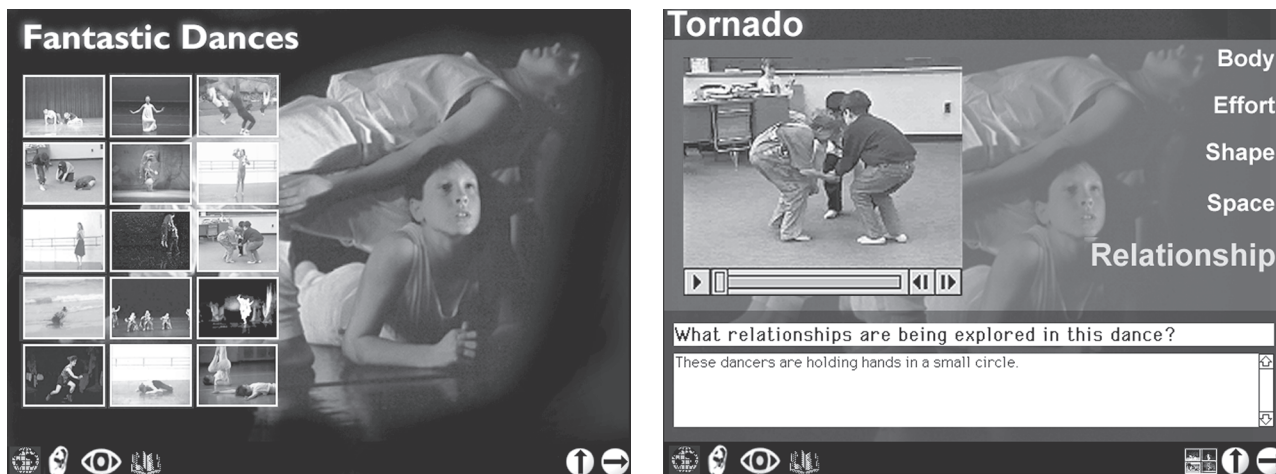 Fantastic Dances
Tornado
Body
Effort
Shape
Space
Relationship
What relationships are being explored in this dance?
These dancers are holding hands in a small circle.